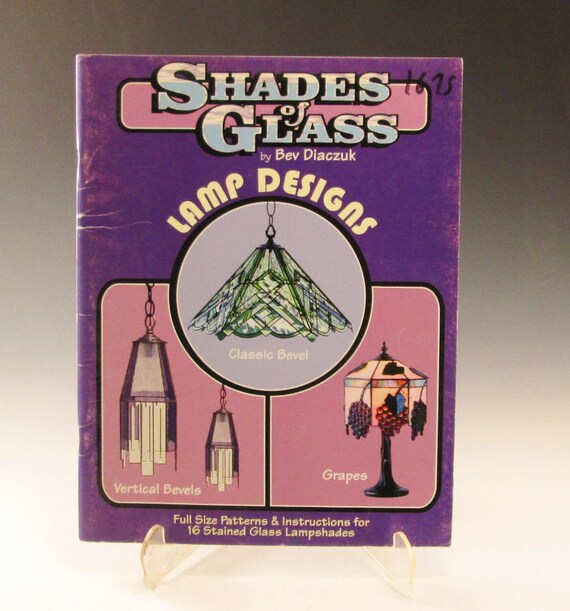 SHADES
of
GLASS
1695
by Bev Diaczuk
LAMP DESIGNS
Classic Bevel
Vertical Bevels
Grapes
Full Size Patterns & Instructions for
16 Stained Glass Lampshades